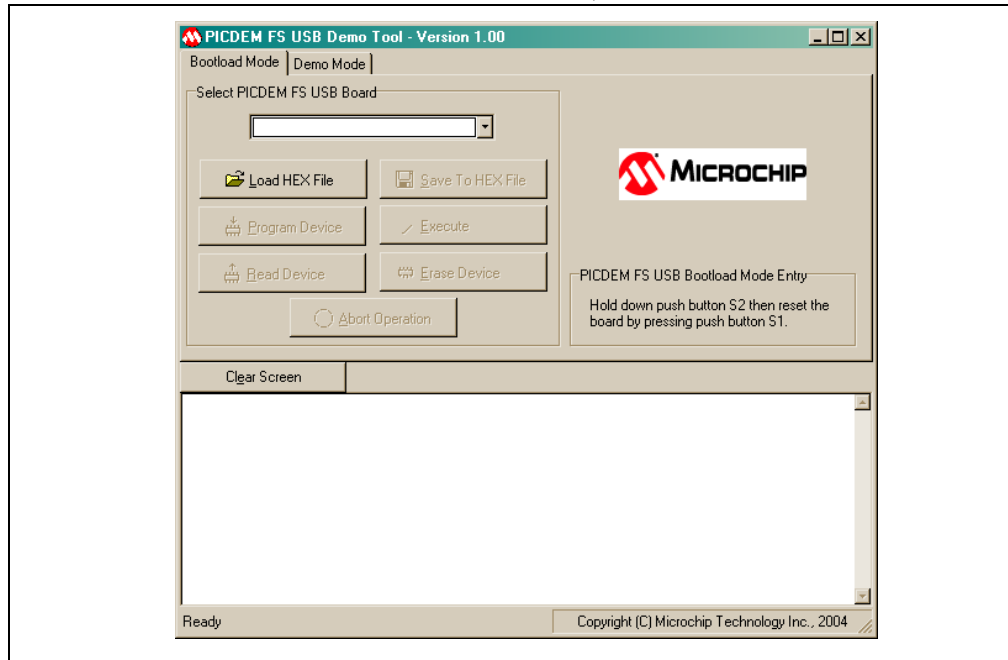 PICDEM FS USB Demo Tool - Version 1.00
Bootload Mode
Demo Mode
Select PICDEM FS USB Board
Load HEX File
Save To HEX File
Program Device
Execute
Read Device
Erase Device
Abort Operation
MICROCHIP
PICDEM FS USB Bootload Mode Entry
Hold down push button S2 then reset the
board by pressing push button S1.
Clear Screen
Ready
Copyright (C) Microchip Technology Inc., 2004